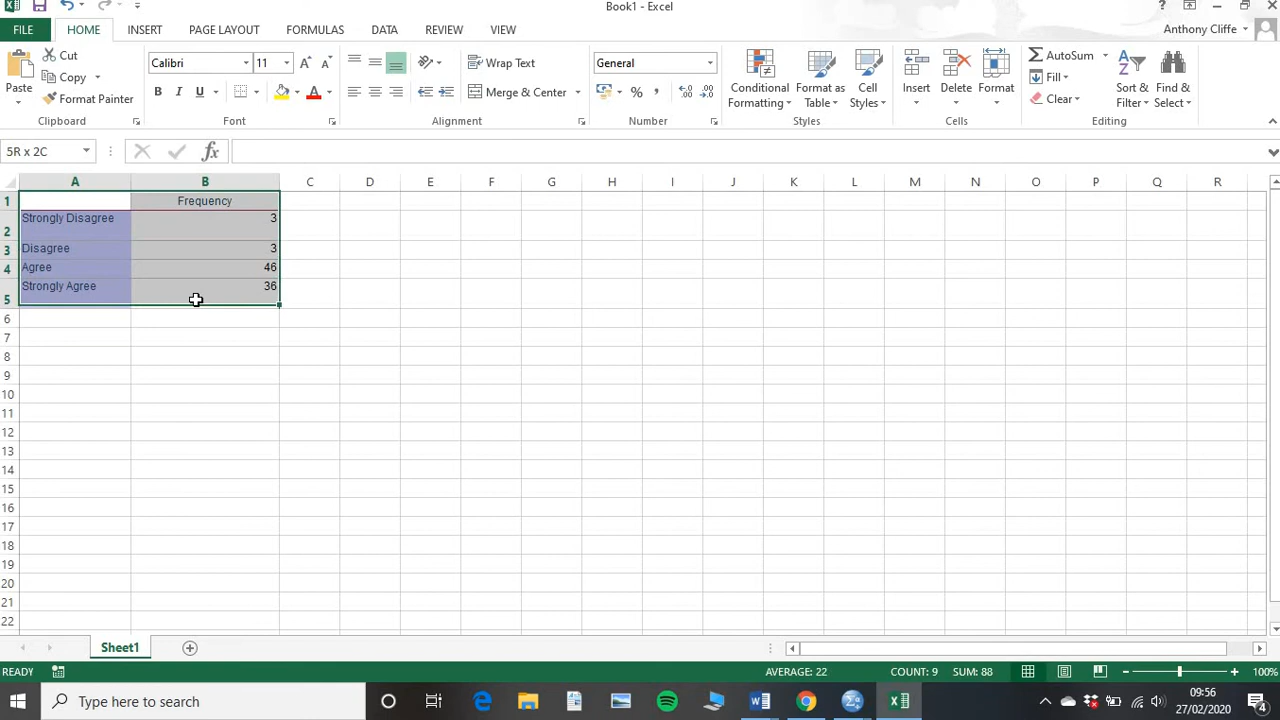 Book1 - Excel
?
FILE HOME INSERT PAGE LAYOUT FORMULAS DATA REVIEW VIEW
Anthony Cliffe
Paste
Cut
Copy
Format Painter
Clipboard
Calibri 11
B I U
Font
Wrap Text
Merge & Center
Alignment
General
%
Number
Conditional Formatting
Format as Table
Cell Styles
Styles
Insert
Delete
Format
Cells
AutoSum
Fill
Clear
Sort & Filter
Find & Select
Editing
5R x 2C
fx
A B C D E F G H I J K L M N O P Q R
1 Frequency
2 Strongly Disagree 3
3 Disagree 3
4 Agree 46
5 Strongly Agree 36
6
7
8
9
10
11
12
13
14
15
16
17
18
19
20
21
22
Sheet1
READY
AVERAGE: 22 COUNT: 9 SUM: 88
100%
Type here to search
09:56
27/02/2020
4